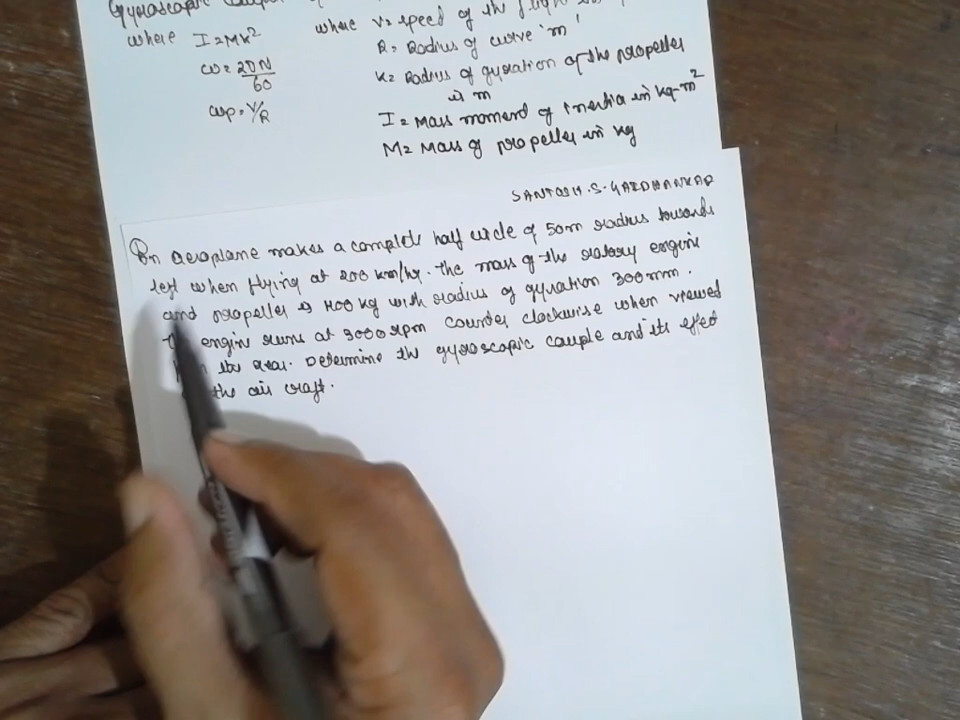 Gyroscopic Couple
where I = Mk²
ω = 2πN/60
ωp = V/R
where V = speed of the flight
R = Radius of curve 'm'
K = Radius of gyration of the propeller
is m
I = Mass moment of inertia in kg-m²
M = Mass of propeller in kg
SANTOSH.S.
An aeroplane makes a complete half circle of 50m radius towards
left when flying at 200 km/hr. the mass of the rotary engine
and propeller is 400 kg with radius of gyration 300mm.
engine runs at 3000rpm counter clockwise when viewed
the rear. Determine the gyroscopic couple and its effect
the air craft.